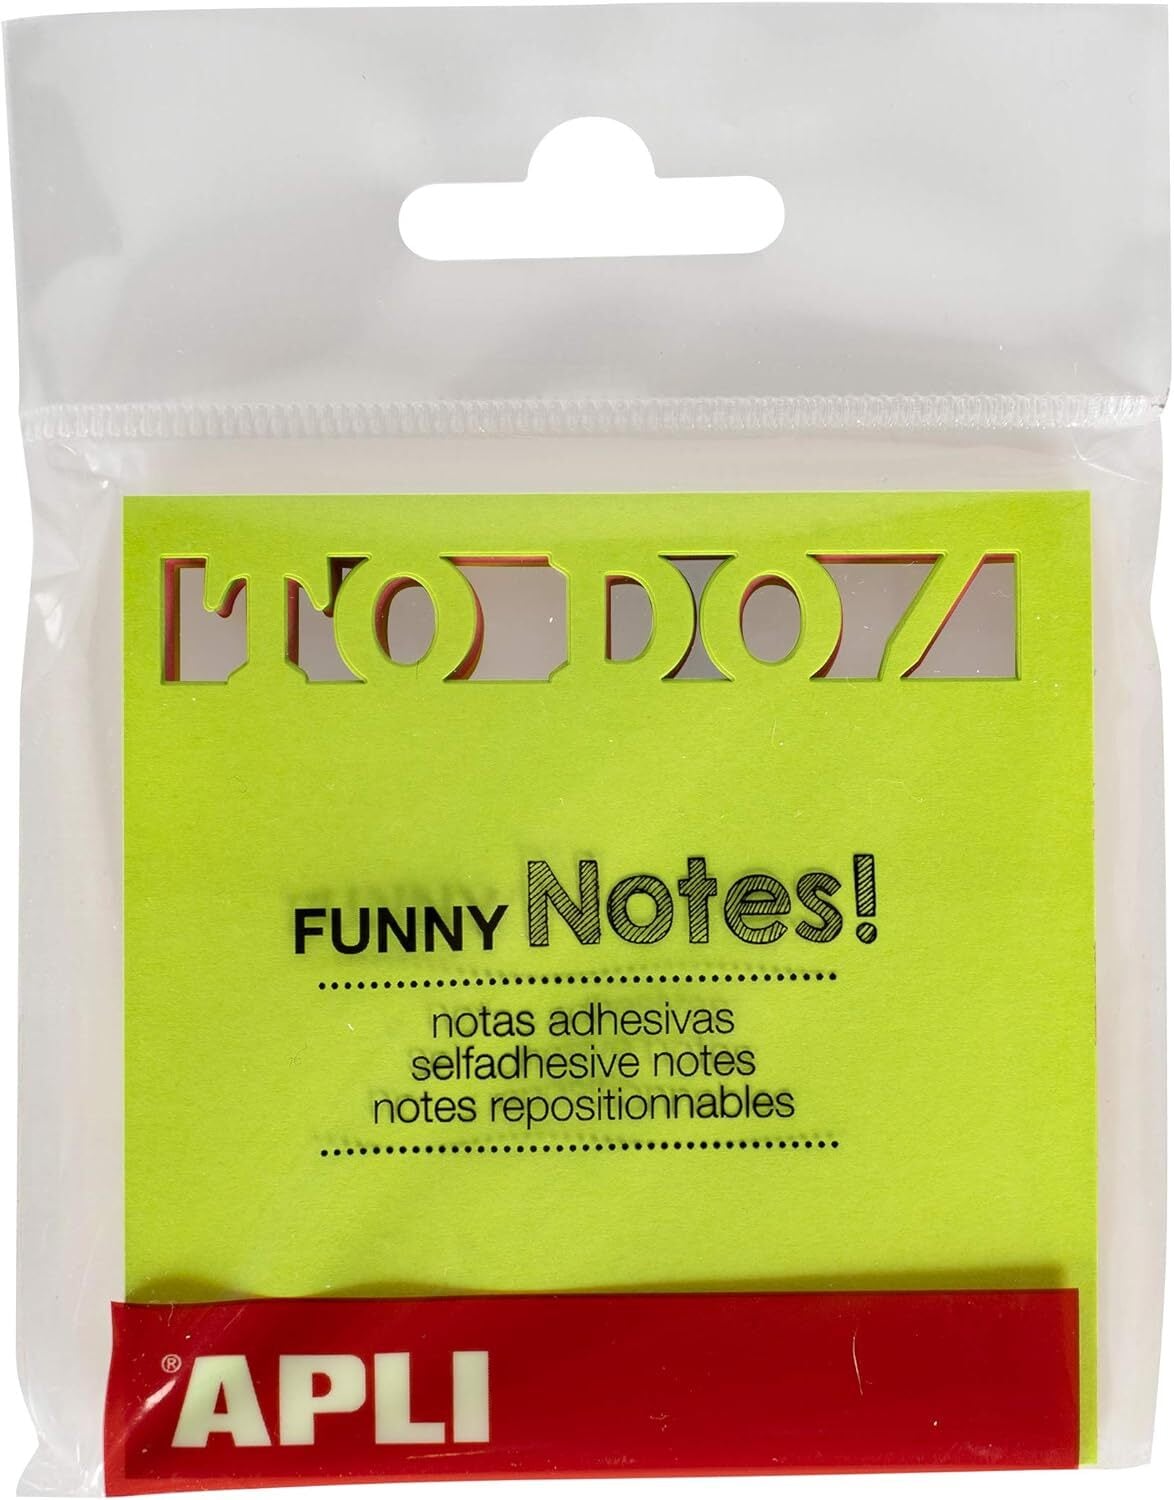 TO DO/
FUNNY Notes!
notas adhesivas
selfadhesive notes
notes repositionnables
® APLI